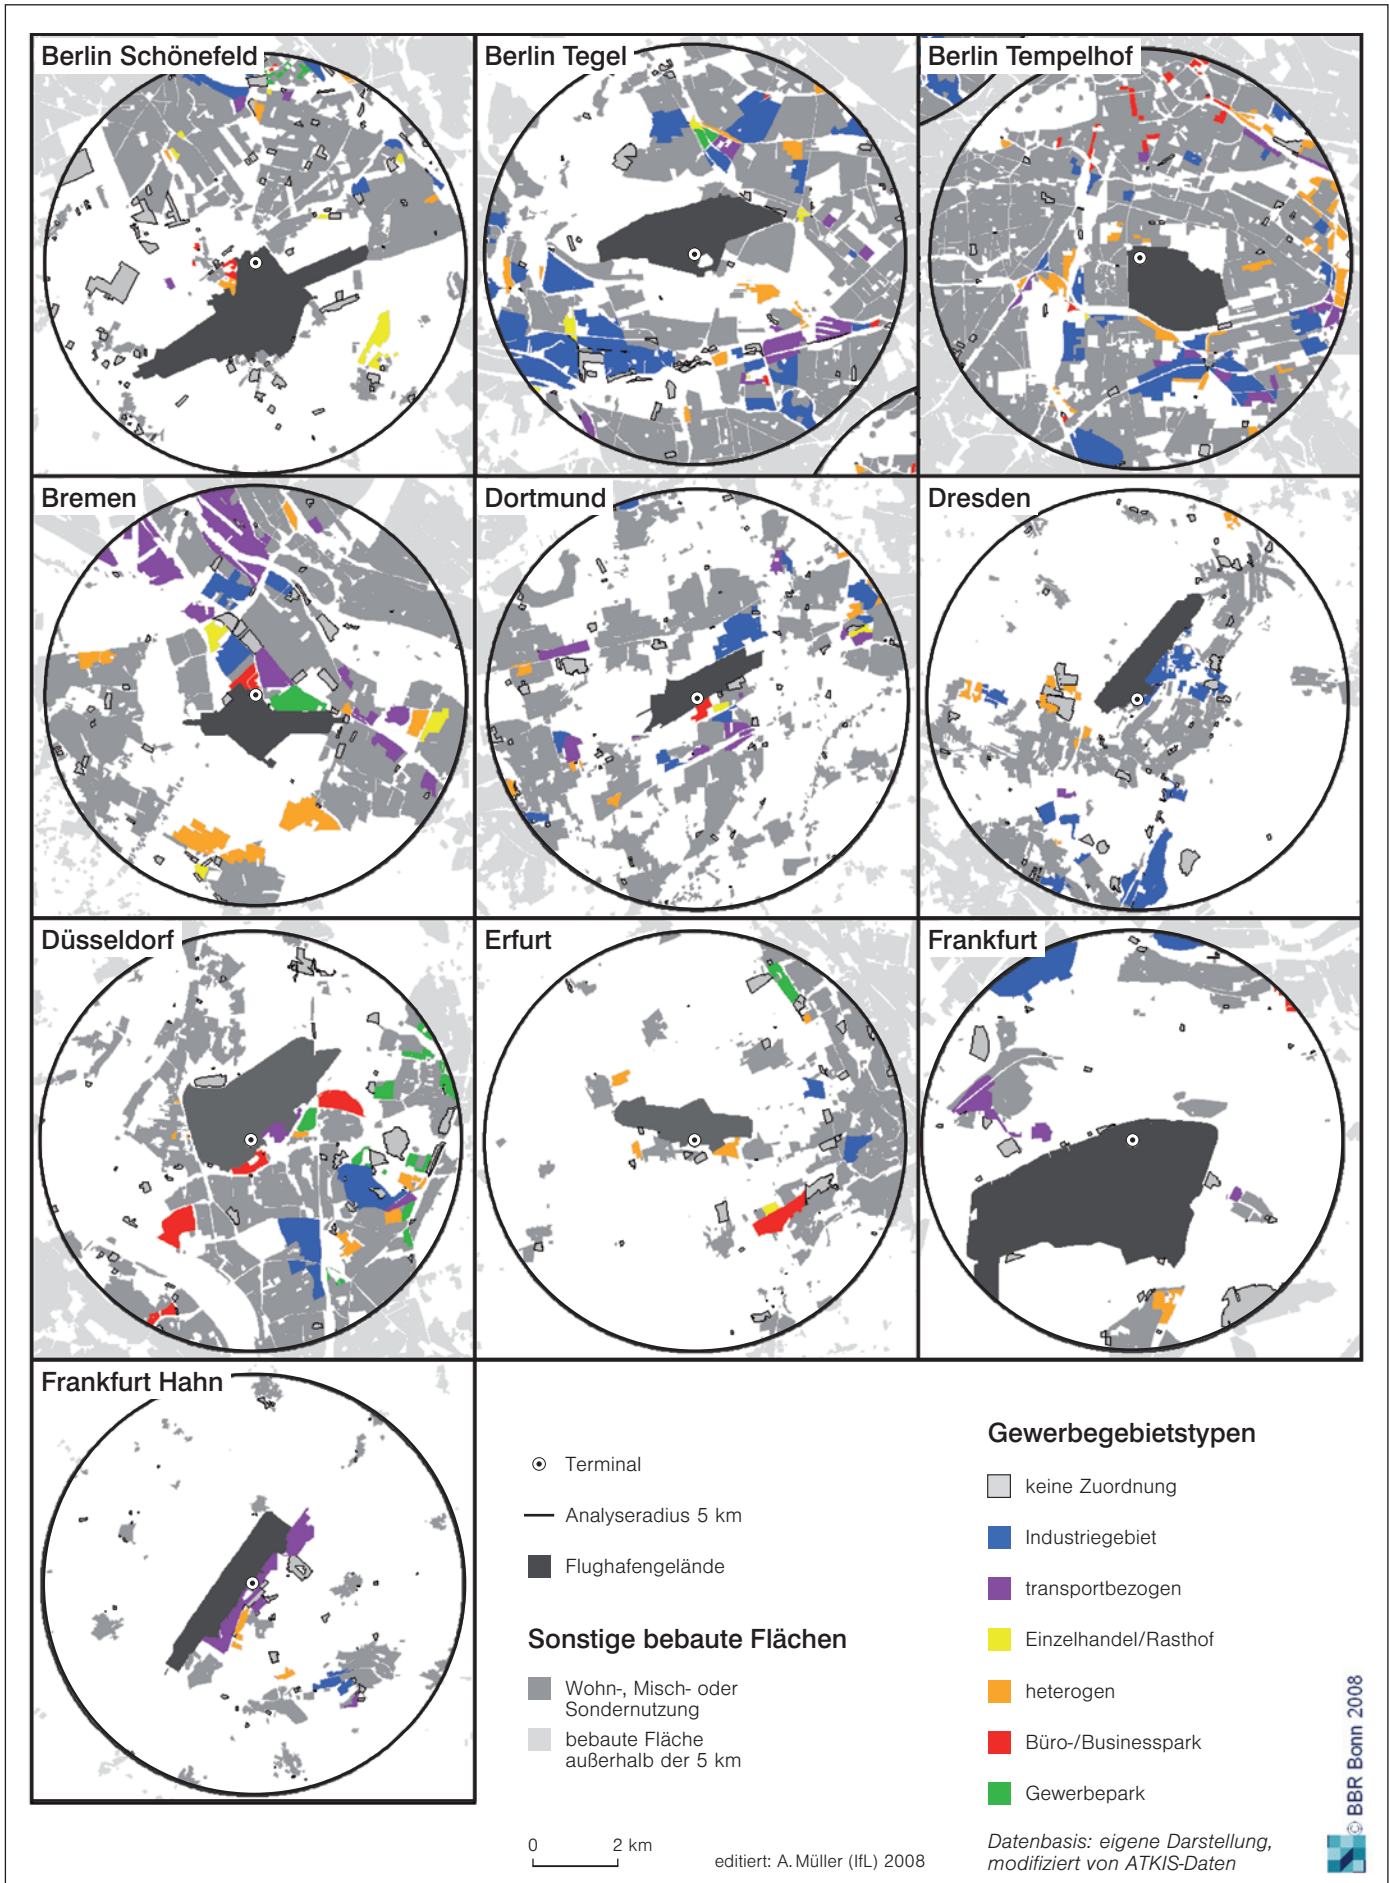 Berlin Schönefeld
Berlin Tegel
Berlin Tempelhof
Bremen
Dortmund
Dresden
Düsseldorf
Erfurt
Frankfurt
Frankfurt Hahn
Terminal
Analyseradius 5 km
Flughafengelände
Sonstige bebaute Flächen
Wohn-, Misch- oder
Sondernutzung
bebaute Fläche
außerhalb der 5 km
0 2 km
editiert: A. Müller (IfL) 2008
Gewerbegebietstypen
keine Zuordnung
Industriegebiet
transportbezogen
Einzelhandel/Rasthof
heterogen
Büro-/Businesspark
Gewerbepark
Datenbasis: eigene Darstellung,
modifiziert von ATKIS-Daten
© BBR Bonn 2008